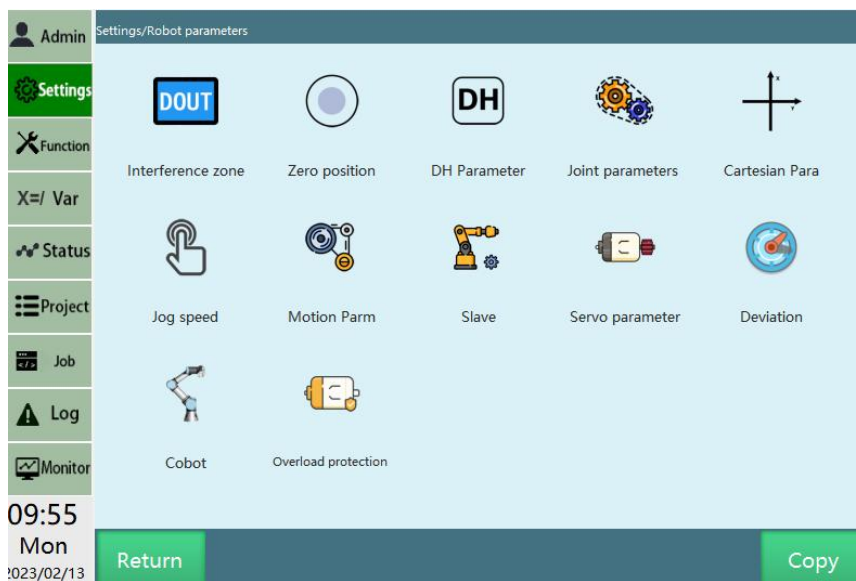 Admin
Settings/Robot parameters
Settings
Function
X=/ Var
Status
Project
Job
Log
Monitor
09:55
Mon
2023/02/13
DOUT
DH
X
Y
Interference zone
Zero position
DH Parameter
Joint parameters
Cartesian Para
Jog speed
Motion Parm
Slave
Servo parameter
Deviation
Cobot
Overload protection
Return
Copy